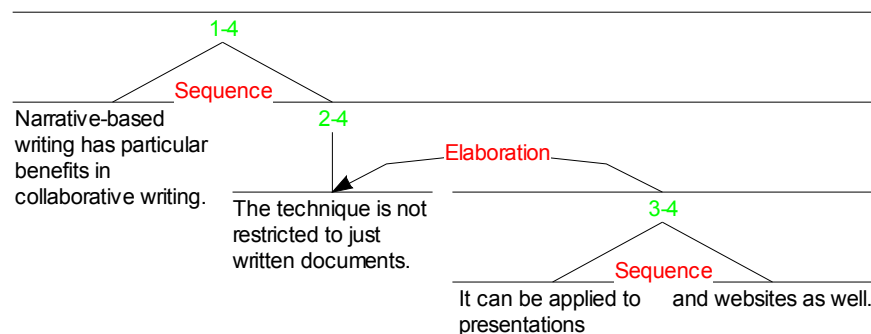 1-4
Sequence
Narrative-based
writing has particular
benefits in
collaborative writing.
2-4
Elaboration
The technique is not
restricted to just
written documents.
3-4
Sequence
It can be applied to
presentations
and websites as well.